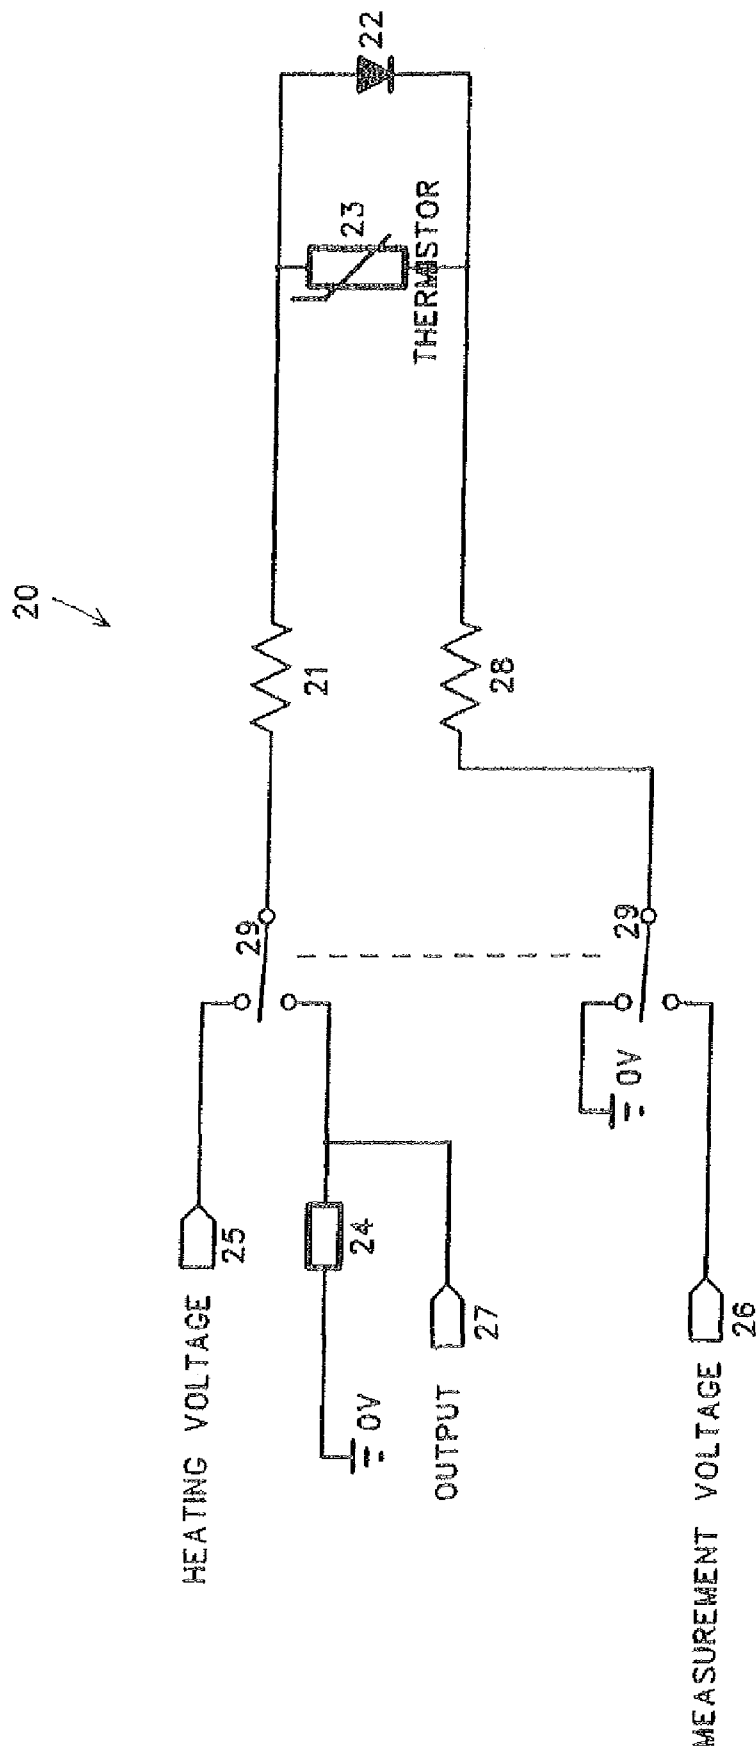 20
HEATING VOLTAGE
25
29
21
23
22
24
0V
OUTPUT
27
THERMISTOR
28
0V
29
MEASUREMENT VOLTAGE
26